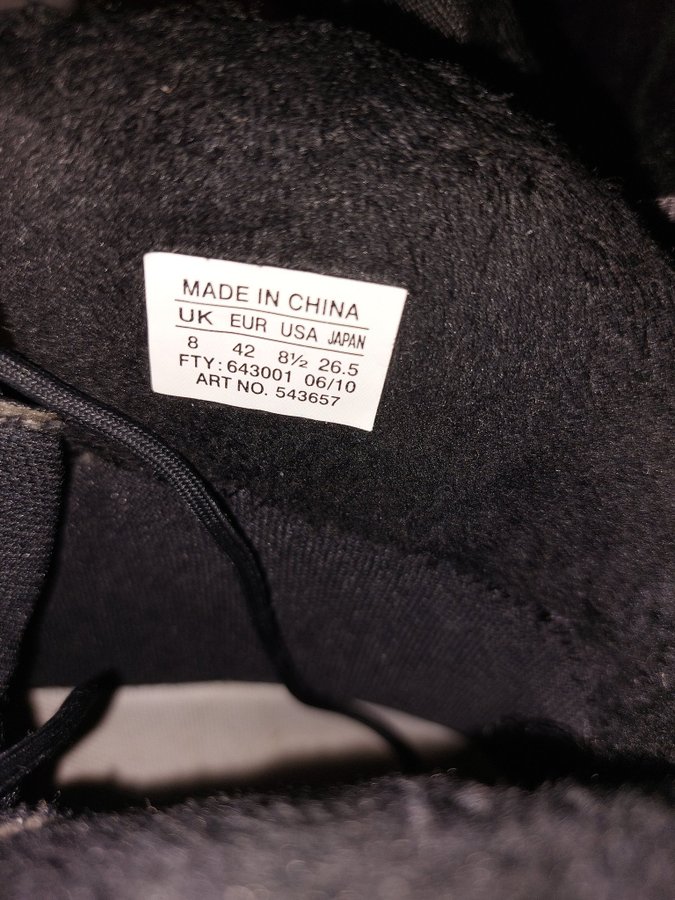 MADE IN CHINA
UK EUR USA JAPAN
8 42 8½ 26.5
FTY: 643001 06/10
ART NO. 543657